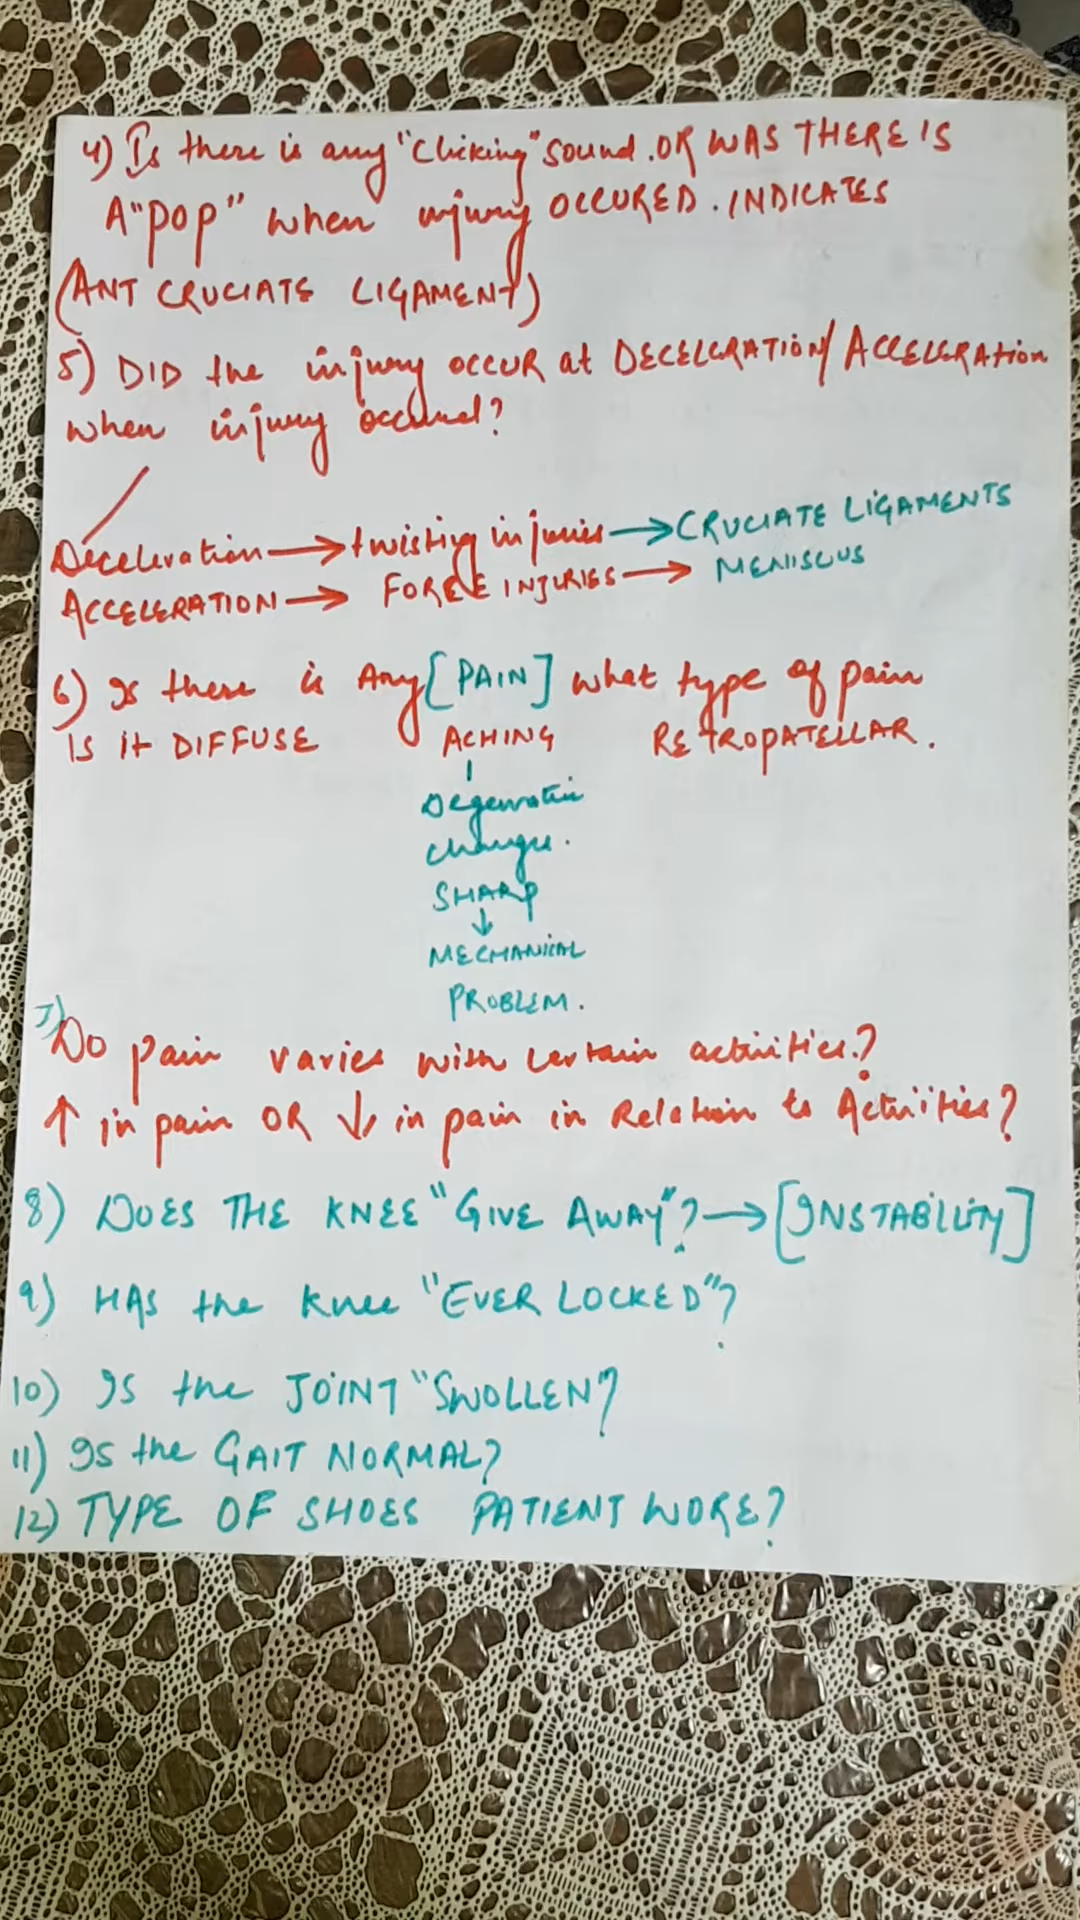 4) Is there is any "Clicking" sound. OR WAS THERE IS
A "POP" when injury OCCURED. INDICATES
(ANT CRUCIATE LIGAMENT)
5) DID the injury OCCUR at DECELERATION/ACCELERATION
when injury occured?
Deceleration → twisting injuries → CRUCIATE LIGAMENTS
ACCELERATION → FORCE INJURIES → MENISCUS
6) Is there is Any [PAIN] what type of pain
IS it DIFFUSE ACHING RETROPATELLAR.
Degenerative
changes.
SHARP
↓
MECHANICAL
PROBLEM.
7) Do pain varies with certain activities?
↑ in pain OR ↓ in pain in Relation to Activities?
8) DOES THE KNEE "GIVE AWAY"? → [INSTABILITY]
9) HAS the knee "EVER LOCKED"?
10) IS the JOINT "SWOLLEN?
11) IS the GAIT NORMAL?
12) TYPE OF SHOES PATIENT WORE?